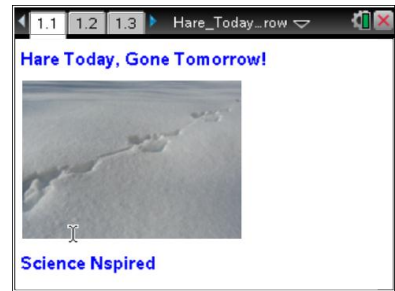 1.1 1.2 1.3 Hare_Today…row
Hare Today, Gone Tomorrow!
Science Nspired